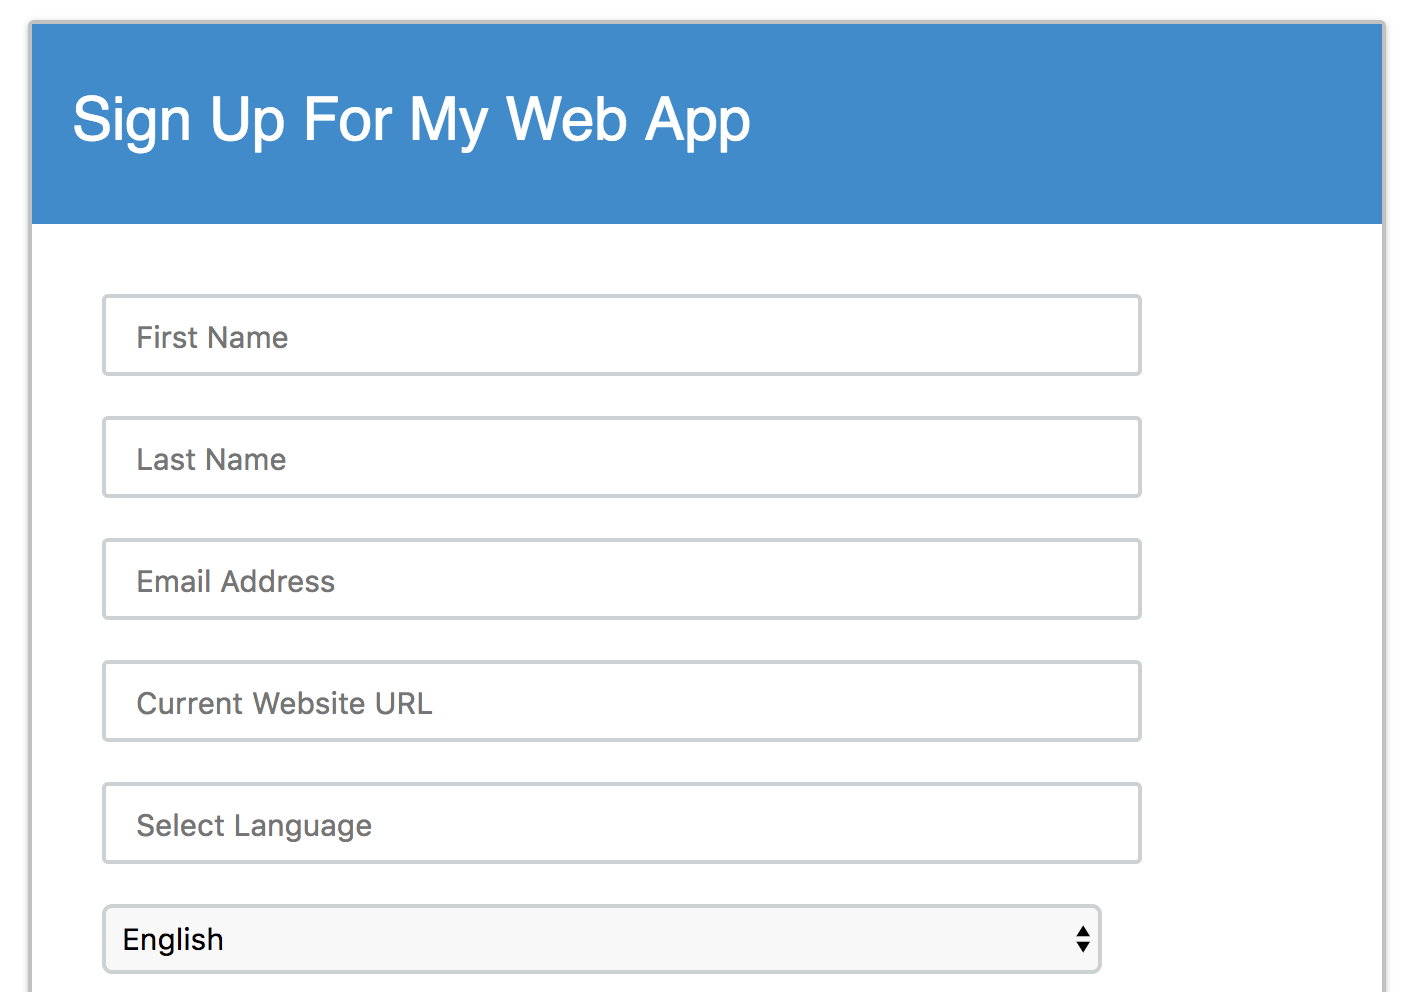 Sign Up For My Web App
First Name
Last Name
Email Address
Current Website URL
Select Language
English